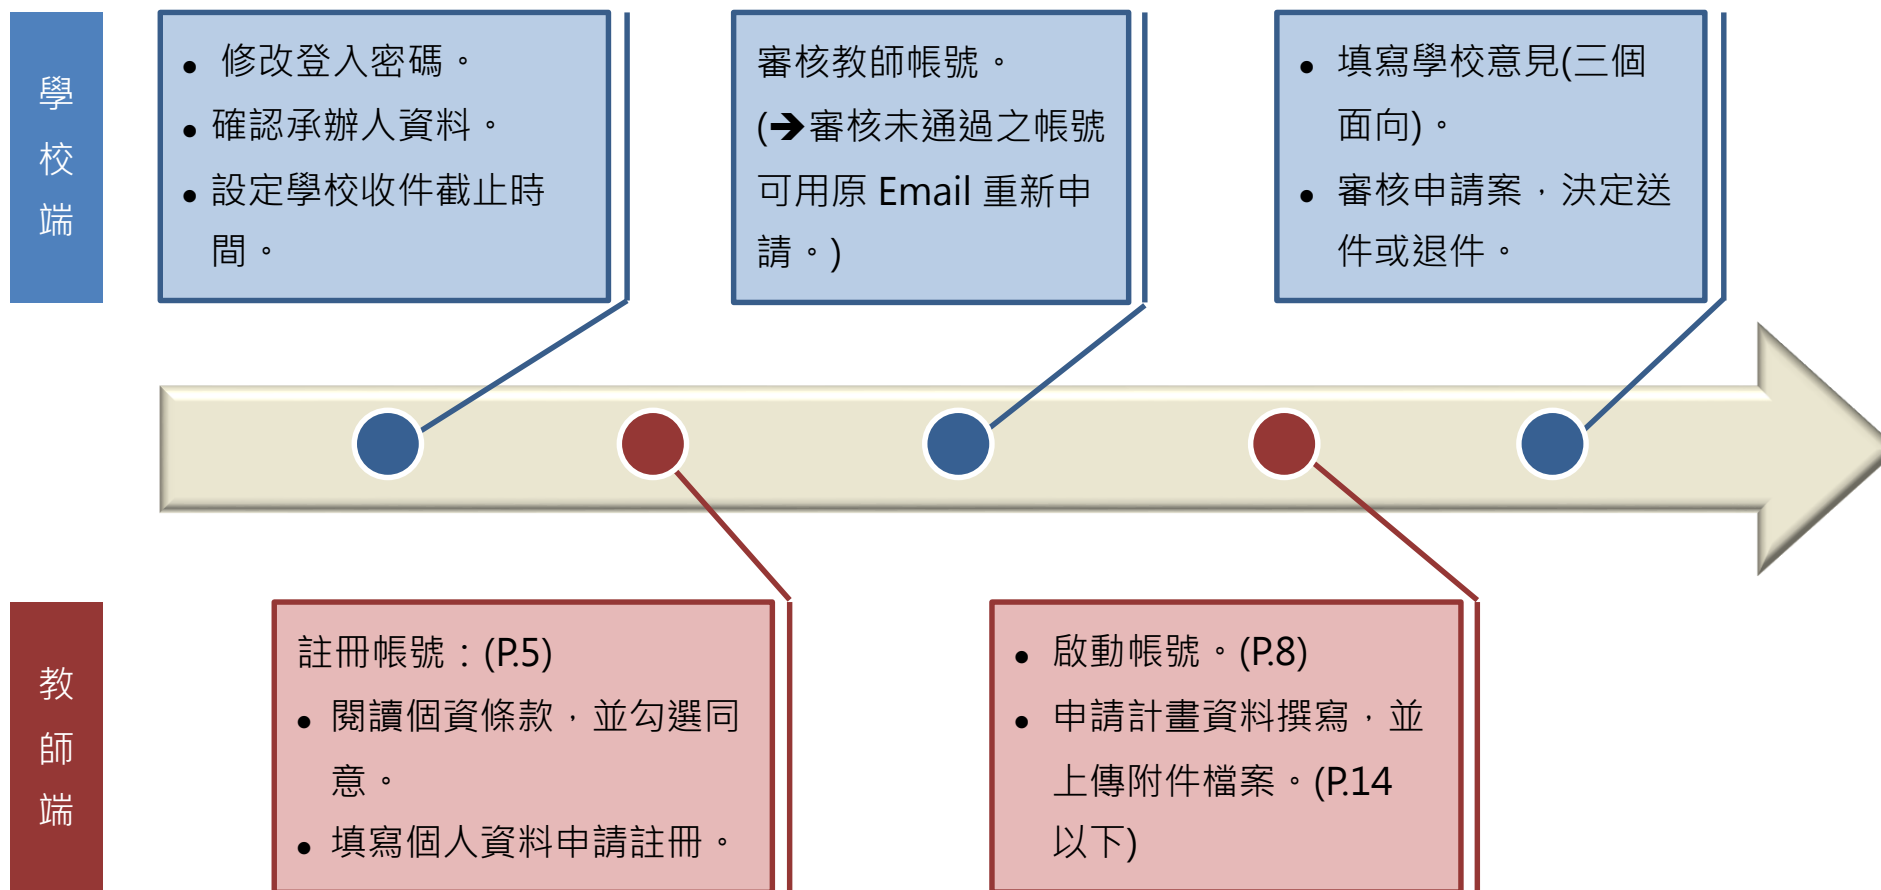 學
校
端
● 修改登入密碼。
● 確認承辦人資料。
● 設定學校收件截止時
間。
審核教師帳號。
(➔審核未通過之帳號
可用原 Email 重新申
請。)
● 填寫學校意見(三個
面向)。
● 審核申請案，決定送
件或退件。
教
師
端
註冊帳號：(P.5)
● 閱讀個資條款，並勾選同
意。
● 填寫個人資料申請註冊。
● 啟動帳號。(P.8)
● 申請計畫資料撰寫，並
上傳附件檔案。(P.14
以下)